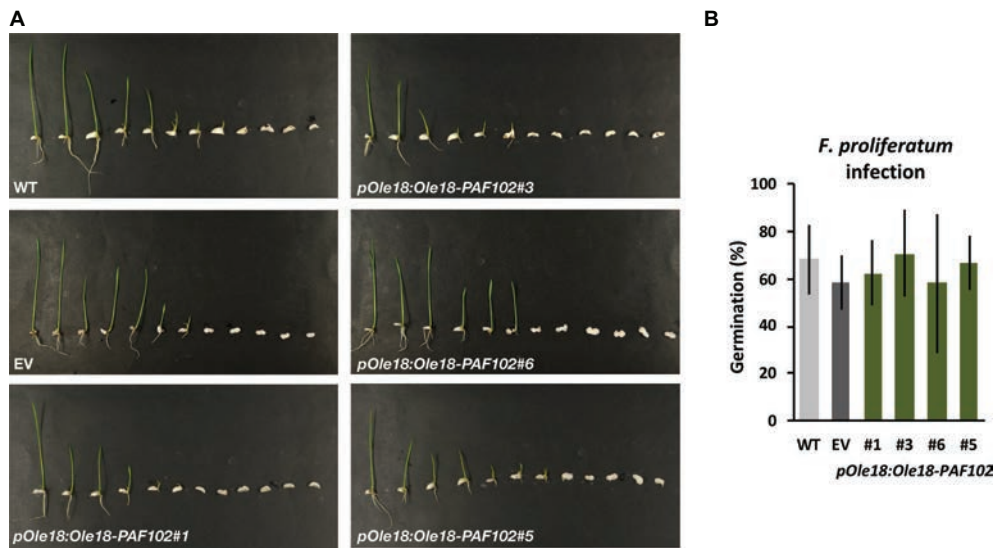 A
WT
pOle18:Ole18-PAF102#3
EV
pOle18:Ole18-PAF102#6
pOle18:Ole18-PAF102#1
pOle18:Ole18-PAF102#5
B
F. proliferatum
infection
Germination (%)
100
80
60
40
20
0
WT EV #1 #3 #6 #5
pOle18:Ole18-PAF102